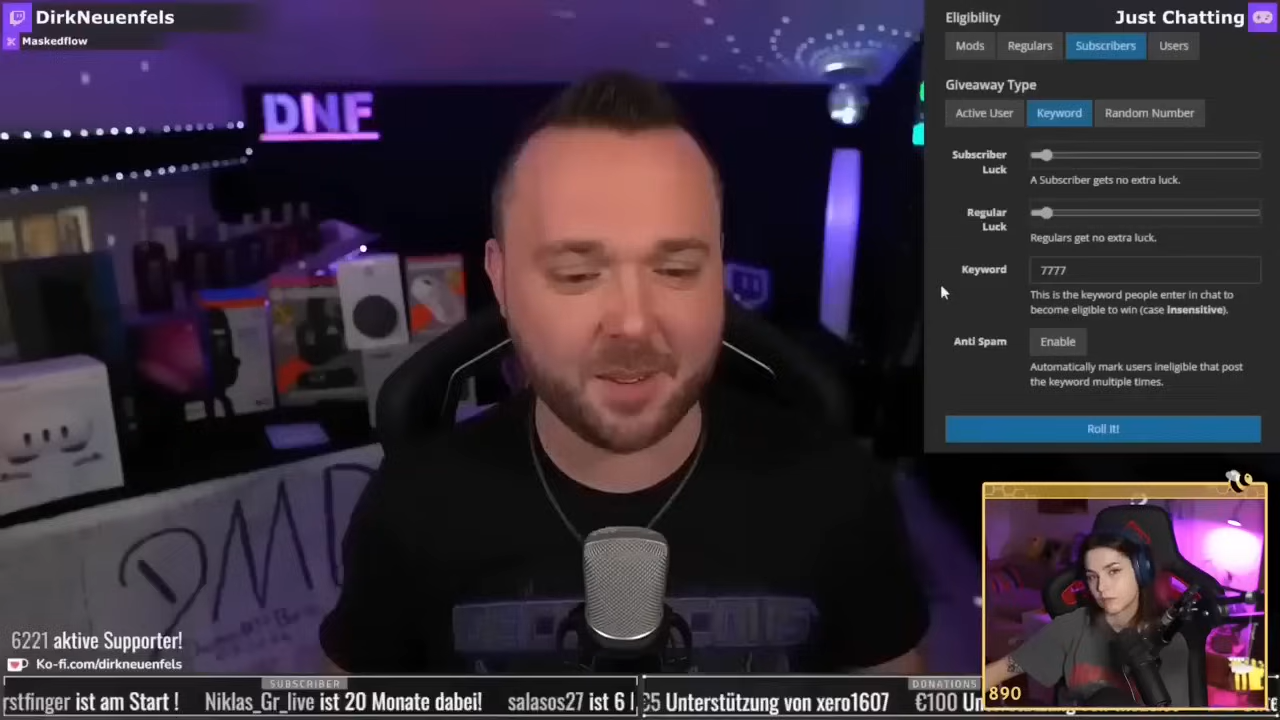 DirkNeuenfels
Maskedflow
Just Chatting
Eligibility
Mods
Regulars
Subscribers
Users
Giveaway Type
Active User
Keyword
Random Number
Subscriber
Luck
A Subscriber gets no extra luck.
Regular
Luck
Regulars get no extra luck.
Keyword
7777
This is the keyword people enter in chat to
become eligible to win (case Insensitive).
Anti Spam
Enable
Automatically mark users ineligible that post
the keyword multiple times.
Roll It!
DNF
6221 aktive Supporter!
Ko-fi.com/dirkneuenfels
SUBSCRIBER
rstfinger ist am Start ! Niklas_Gr_live ist 20 Monate dabei! salasos27 ist 6
DONATIONS
€5 Unterstützung von xero1607 €100
890